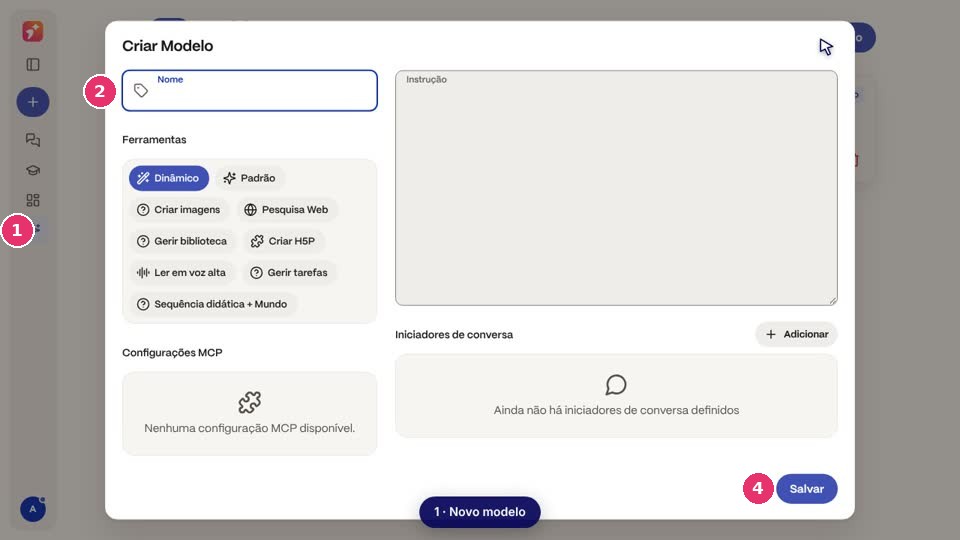 Criar Modelo
2
Nome
Instrução
Ferramentas
Dinâmico
Padrão
Criar imagens
Pesquisa Web
Gerir biblioteca
Criar H5P
Ler em voz alta
Gerir tarefas
Sequência didática + Mundo
1
Iniciadores de conversa
Adicionar
Configurações MCP
Nenhuma configuração MCP disponível.
Ainda não há iniciadores de conversa definidos
4
Salvar
A
1 · Novo modelo